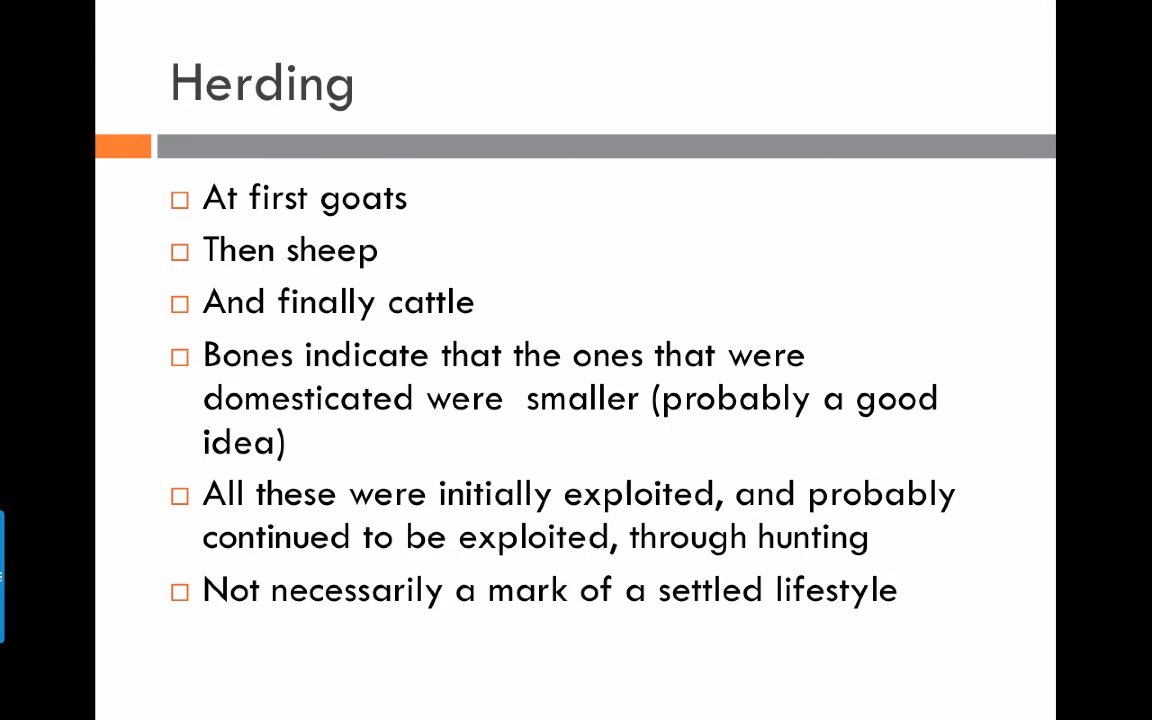 Herding
At first goats
Then sheep
And finally cattle
Bones indicate that the ones that were
domesticated were  smaller (probably a good
idea)
All these were initially exploited, and probably
continued to be exploited, through hunting
Not necessarily a mark of a settled lifestyle